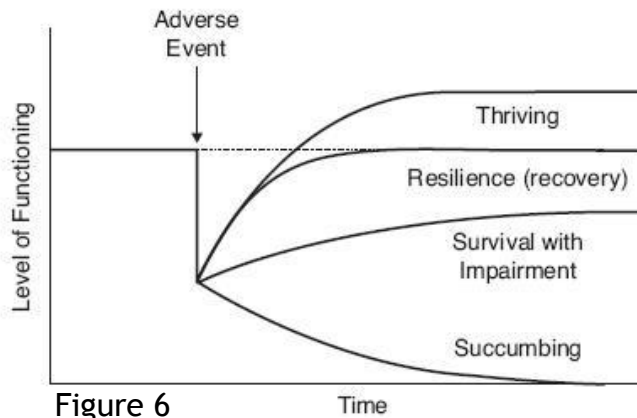 Adverse
Event
Level of Functioning
Thriving
Resilience (recovery)
Survival with
Impairment
Succumbing
Figure 6
Time